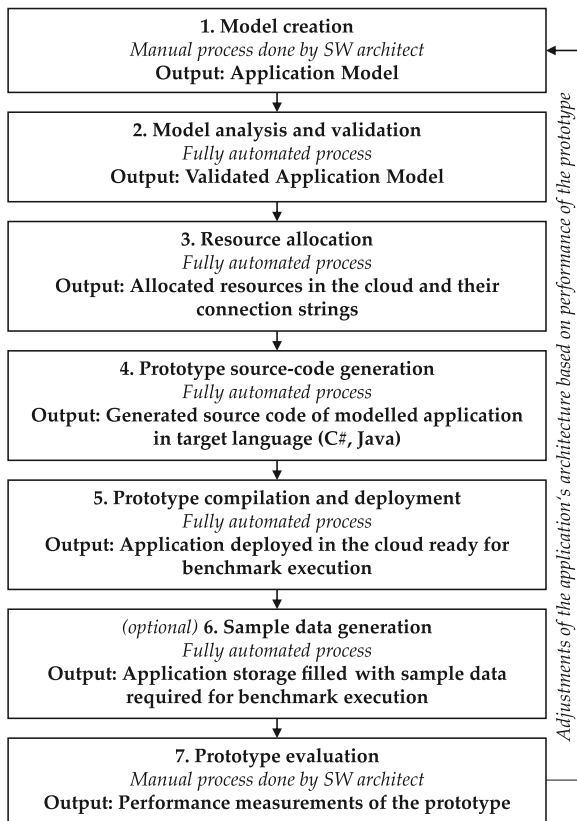 1. Model creation
Manual process done by SW architect
Output: Application Model
2. Model analysis and validation
Fully automated process
Output: Validated Application Model
3. Resource allocation
Fully automated process
Output: Allocated resources in the cloud and their
connection strings
4. Prototype source-code generation
Fully automated process
Output: Generated source code of modelled application
in target language (C#, Java)
5. Prototype compilation and deployment
Fully automated process
Output: Application deployed in the cloud ready for
benchmark execution
(optional) 6. Sample data generation
Fully automated process
Output: Application storage filled with sample data
required for benchmark execution
7. Prototype evaluation
Manual process done by SW architect
Output: Performance measurements of the prototype
Adjustments of the application‘s architecture based on performance of the prototype